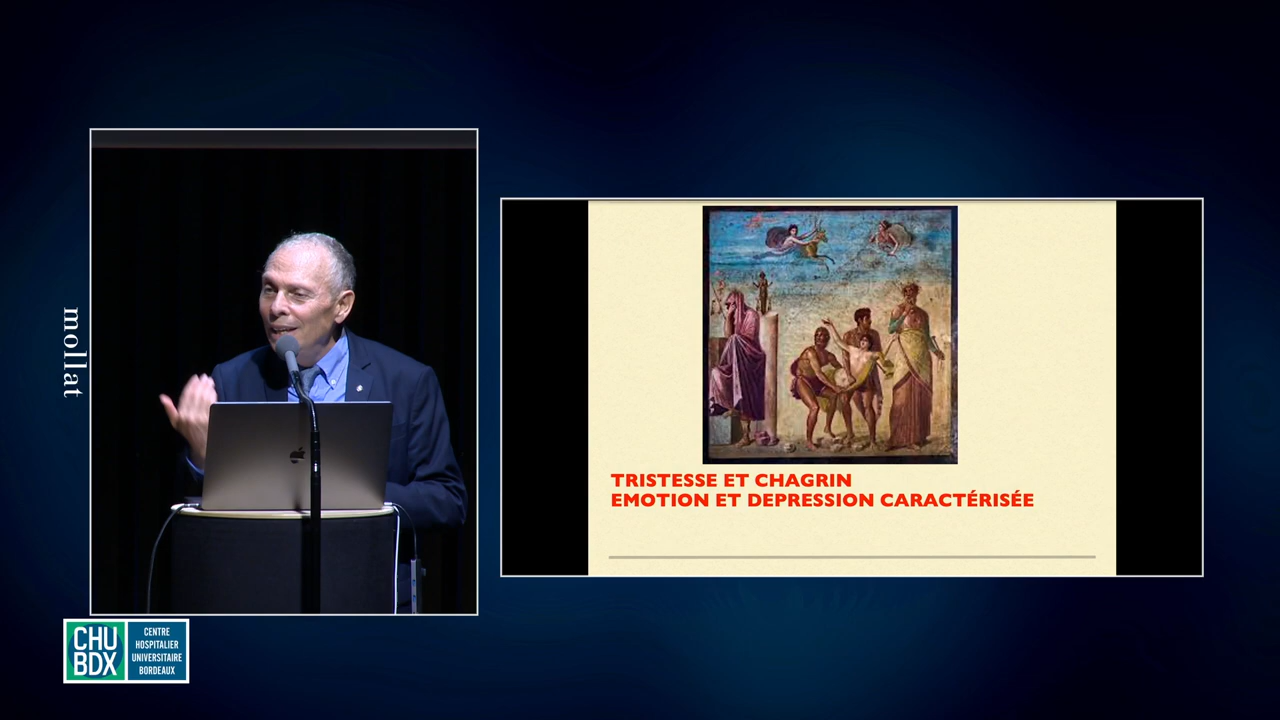 mollat
TRISTESSE ET CHAGRIN
EMOTION ET DEPRESSION CARACTÉRISÉE
CHU
BDX
CENTRE
HOSPITALIER
UNIVERSITAIRE
BORDEAUX